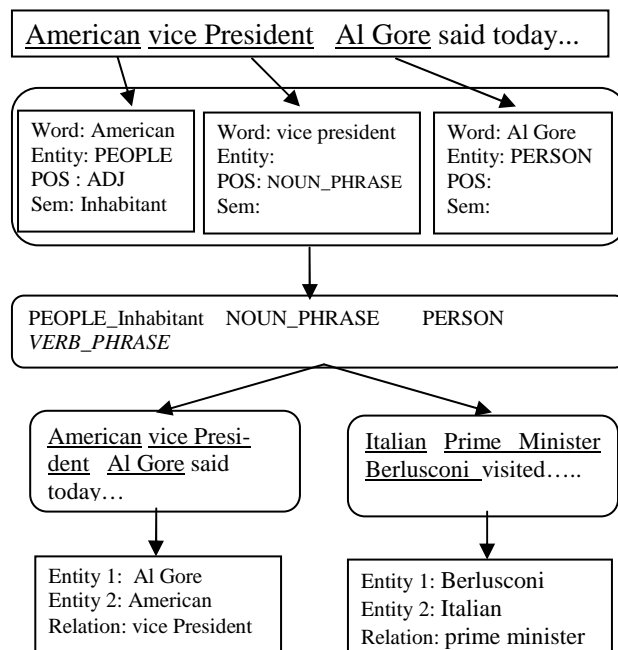 American vice President Al Gore said today...
Word: American
Entity: PEOPLE
POS : ADJ
Sem: Inhabitant
Word: vice president
Entity:
POS: NOUN_PHRASE
Sem:
Word: Al Gore
Entity: PERSON
POS:
Sem:
PEOPLE_Inhabitant NOUN_PHRASE PERSON
VERB_PHRASE
American vice Presi-
dent Al Gore said
today…
Italian Prime Minister
Berlusconi visited…..
Entity 1: Al Gore
Entity 2: American
Relation: vice President
Entity 1: Berlusconi
Entity 2: Italian
Relation: prime minister